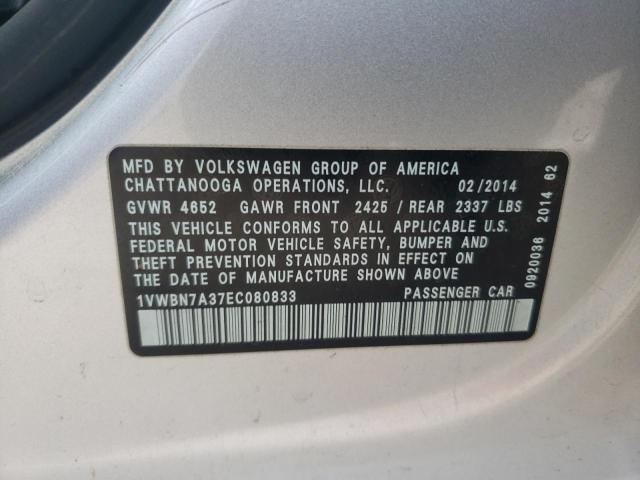 MFD BY VOLKSWAGEN GROUP OF AMERICA
CHATTANOOGA OPERATIONS, LLC. 02/2014
GVWR 4652 GAWR FRONT 2425 / REAR 2337 LBS
THIS VEHICLE CONFORMS TO ALL APPLICABLE U.S.
FEDERAL MOTOR VEHICLE SAFETY, BUMPER AND
THEFT PREVENTION STANDARDS IN EFFECT ON
THE DATE OF MANUFACTURE SHOWN ABOVE
1VWBN7A37EC080833 PASSENGER CAR
0920036 2014 62